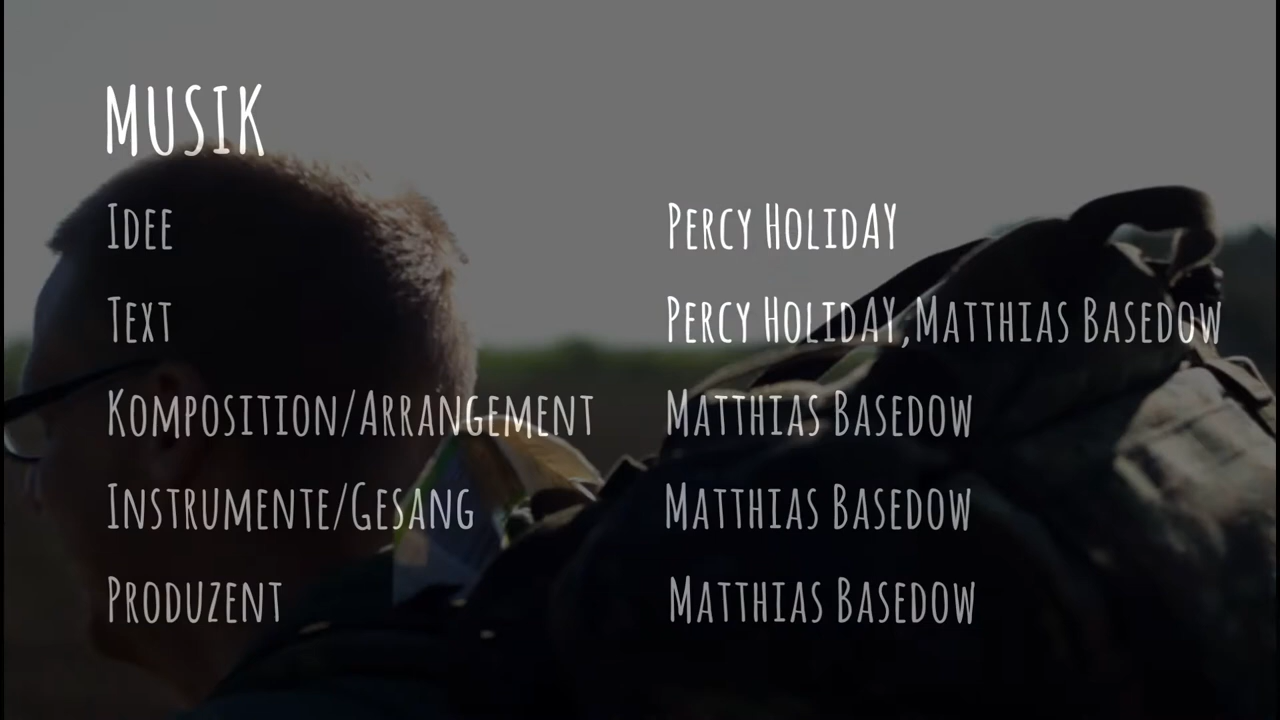 MUSIK
IDEE PERCY HOLIDAY
TEXT PERCY HOLIDAY, MATTHIAS BASEDOW
KOMPOSITION/ARRANGEMENT MATTHIAS BASEDOW
INSTRUMENTE/GESANG MATTHIAS BASEDOW
PRODUZENT MATTHIAS BASEDOW